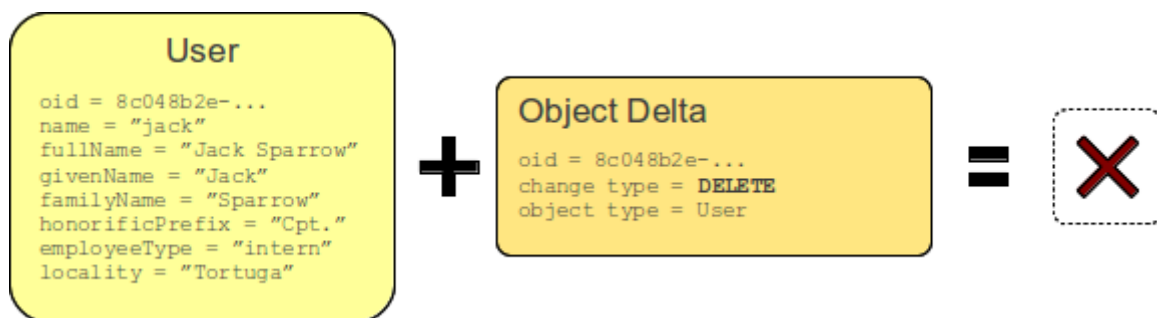 User
oid = 8c048b2e-...
name = ”jack”
fullName = ”Jack Sparrow”
givenName = ”Jack”
familyName = ”Sparrow”
honorificPrefix = ”Cpt.”
employeeType = ”intern”
locality = ”Tortuga”
+
Object Delta
oid = 8c048b2e-...
change type = DELETE
object type = User
=